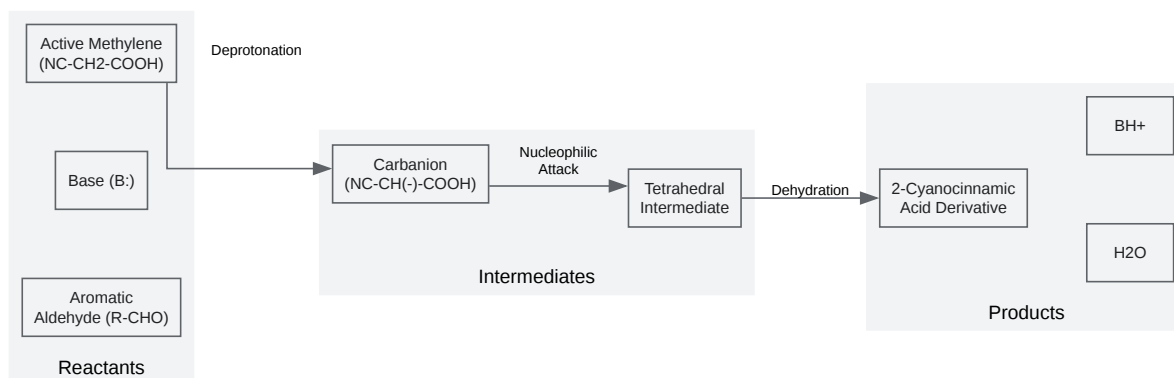 Active Methylene
(NC-CH2-COOH)
Deprotonation
Base (B:)
Aromatic
Aldehyde (R-CHO)
Reactants
Carbanion
(NC-CH(-)-COOH)
Nucleophilic
Attack
Tetrahedral
Intermediate
Intermediates
Dehydration
2-Cyanocinnamic
Acid Derivative
BH+
H2O
Products